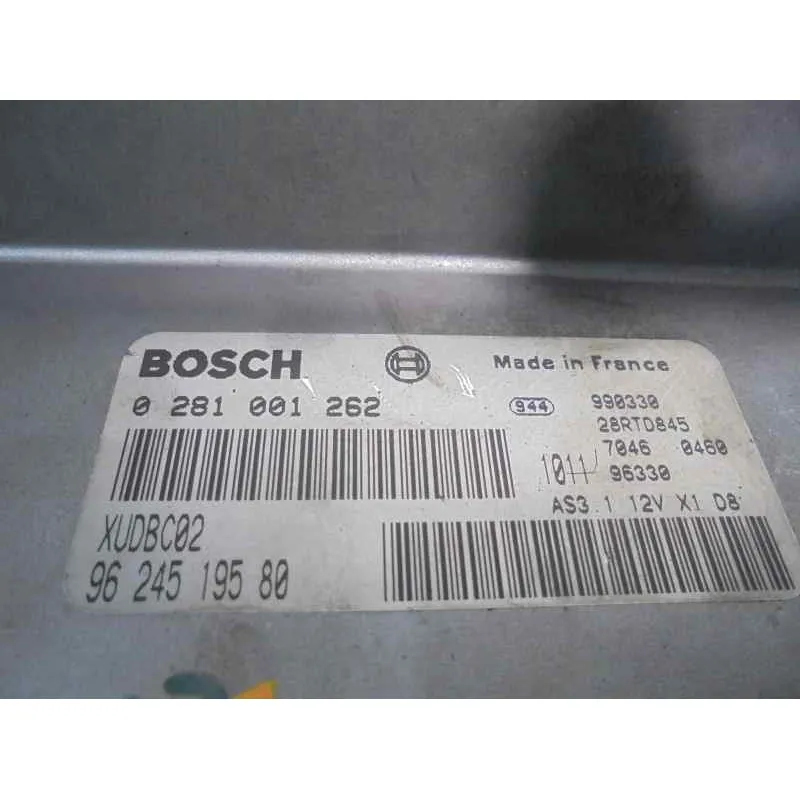 BOSCH Made in France
0 281 001 262 944 990330
28RTD845
7046 0460
1011 96330
AS3.1 12V X1 D8
XUDBC02
96 245 195 80